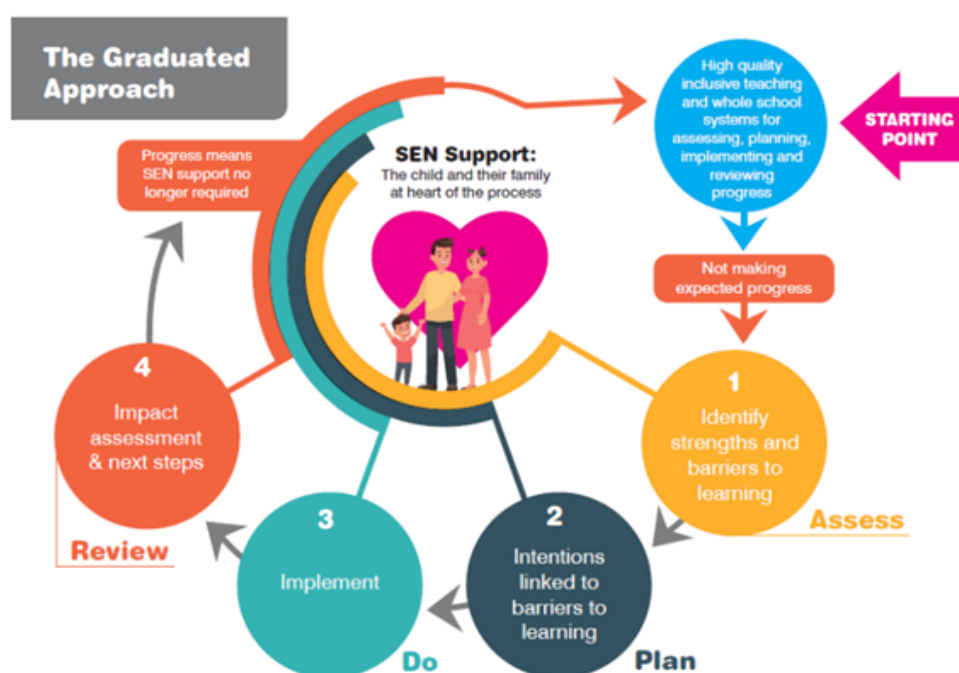 The Graduated
Approach
High quality
inclusive teaching
and whole school
systems for
assessing, planning,
implementing and
reviewing
progress
STARTING
POINT
Progress means
SEN support no
longer required
SEN Support:
The child and their family
at heart of the process
Not making
expected progress
1
Identify
strengths and
barriers to
learning
Assess
2
Intentions
linked to
barriers to
learning
Plan
3
Implement
Do
4
Impact
assessment
& next steps
Review